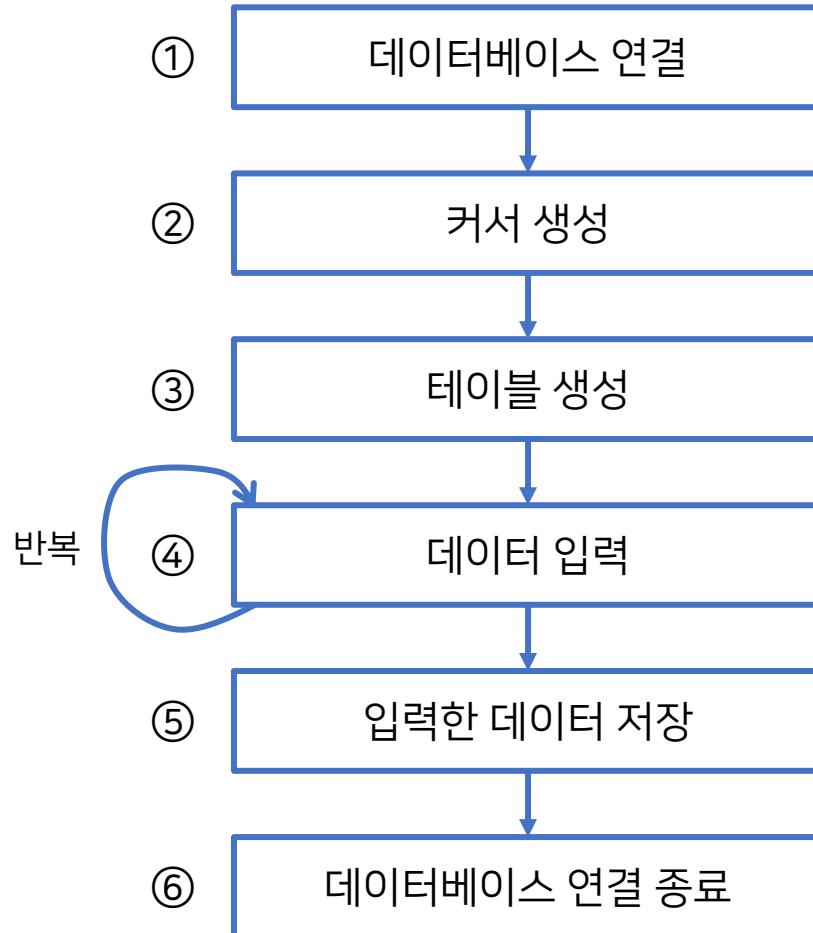 ① 데이터베이스 연결
② 커서 생성
③ 테이블 생성
반복 ④ 데이터 입력
⑤ 입력한 데이터 저장
⑥ 데이터베이스 연결 종료